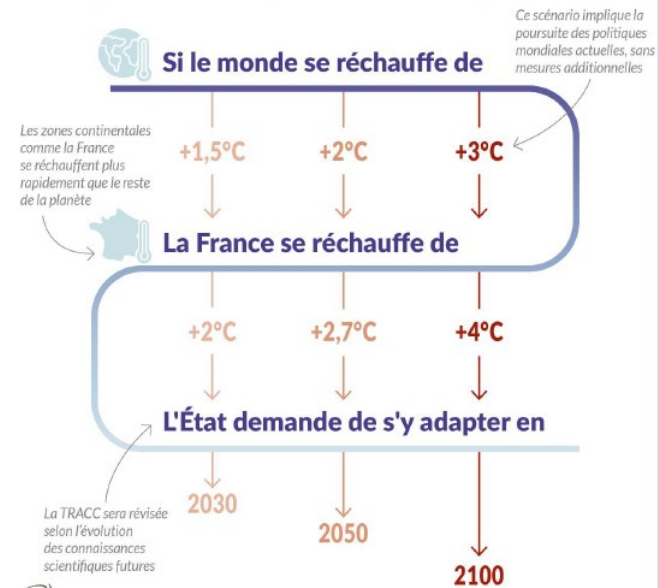 Ce scénario implique la
poursuite des politiques
mondiales actuelles, sans
mesures additionnelles
Si le monde se réchauffe de
Les zones continentales
comme la France
se réchauffent plus
rapidement que le reste
de la planète
+1,5°C +2°C +3°C
La France se réchauffe de
+2°C +2,7°C +4°C
L'État demande de s'y adapter en
La TRACC sera révisée
selon l'évolution
des connaissances
scientifiques futures
2030
2050
2100